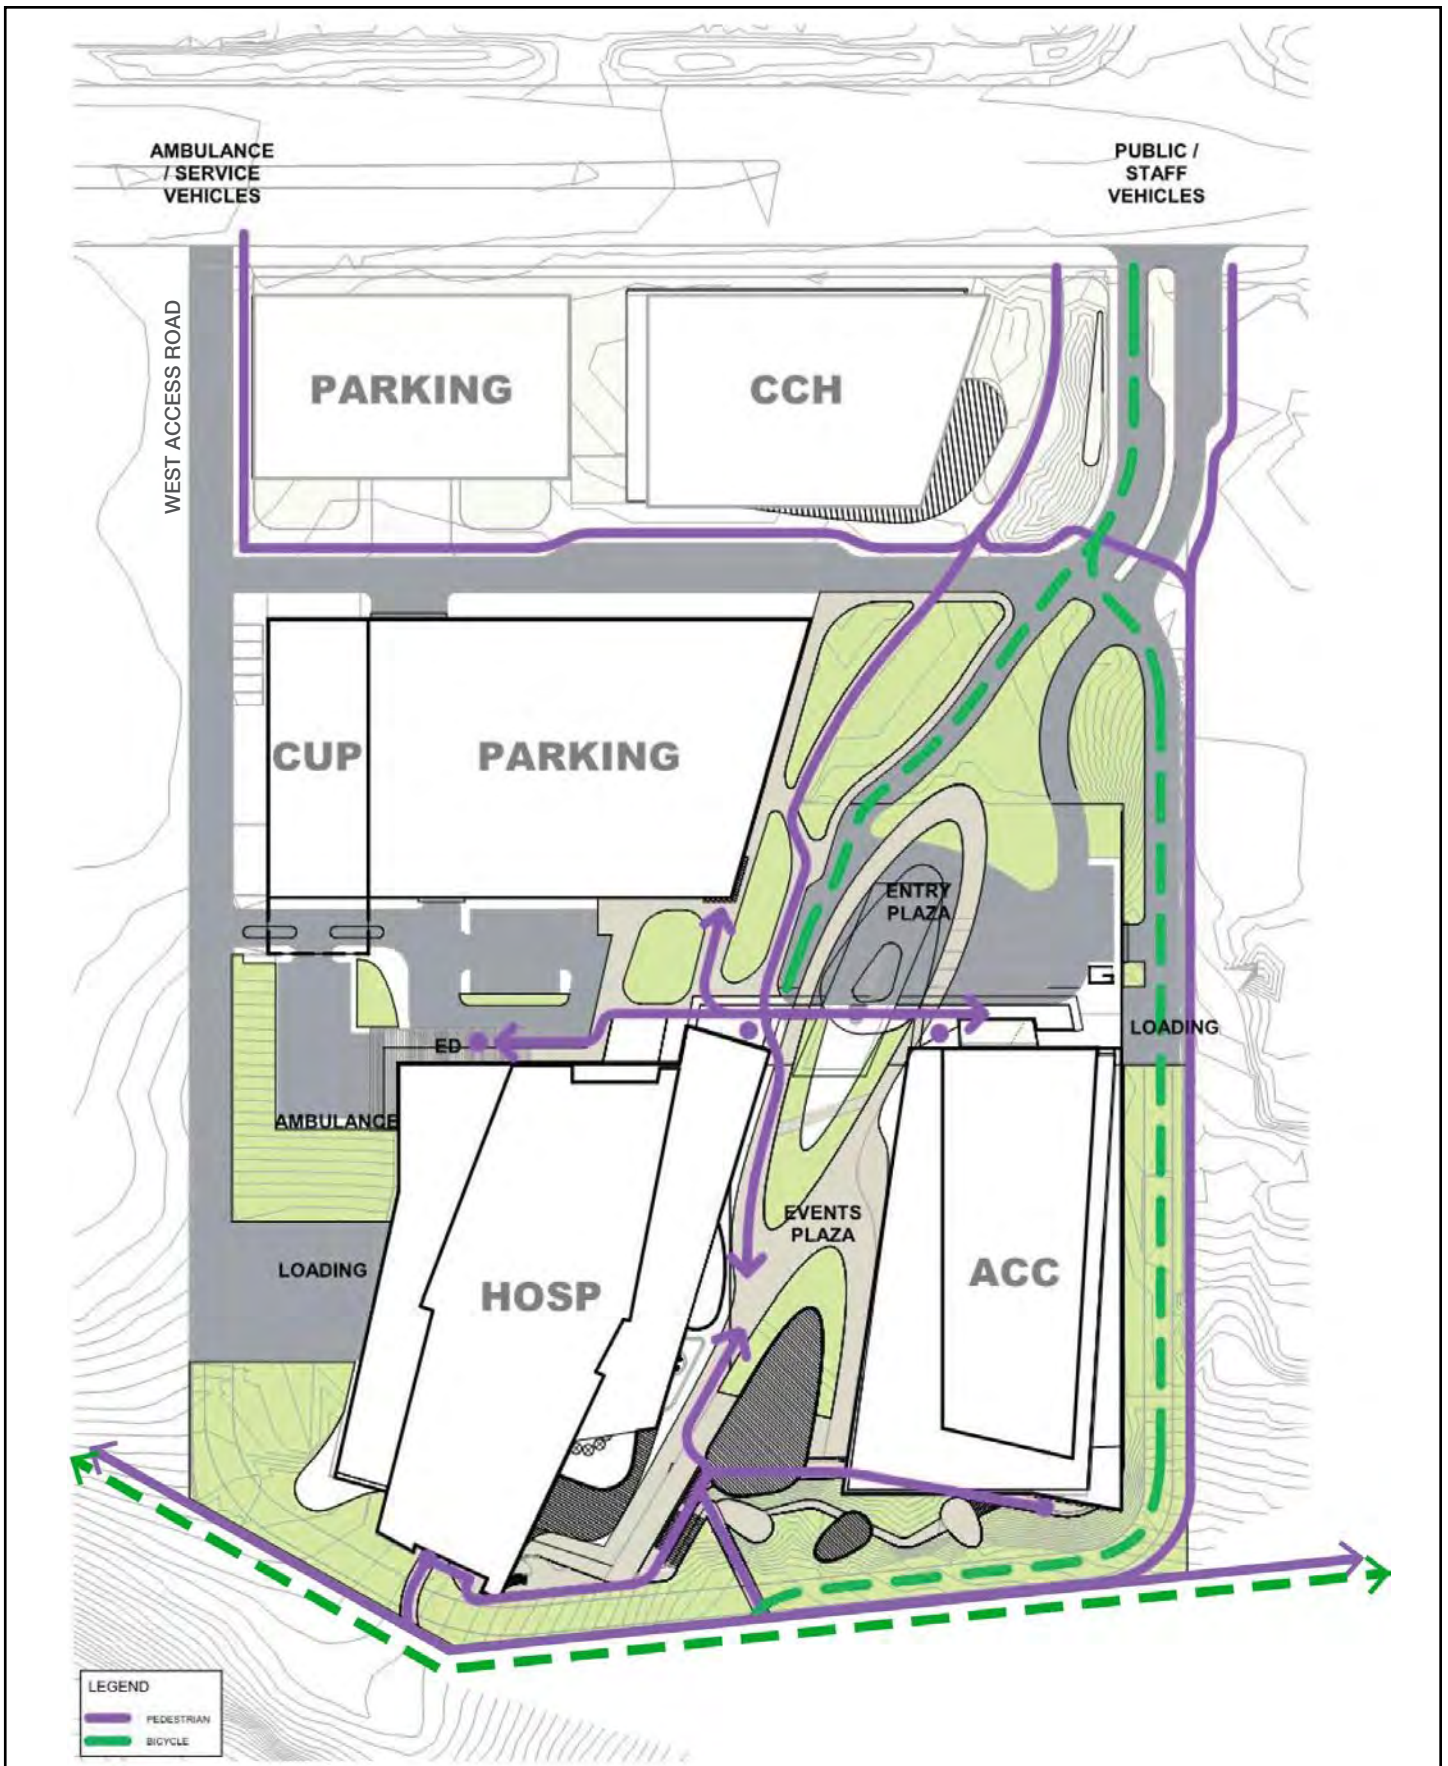 AMBULANCE
/ SERVICE
VEHICLES
PUBLIC /
STAFF
VEHICLES
WEST ACCESS ROAD
PARKING
CCH
CUP
PARKING
ENTRY
PLAZA
ED
LOADING
AMBULANCE
EVENTS
PLAZA
LOADING
HOSP
ACC
LEGEND
PEDESTRIAN
BICYCLE